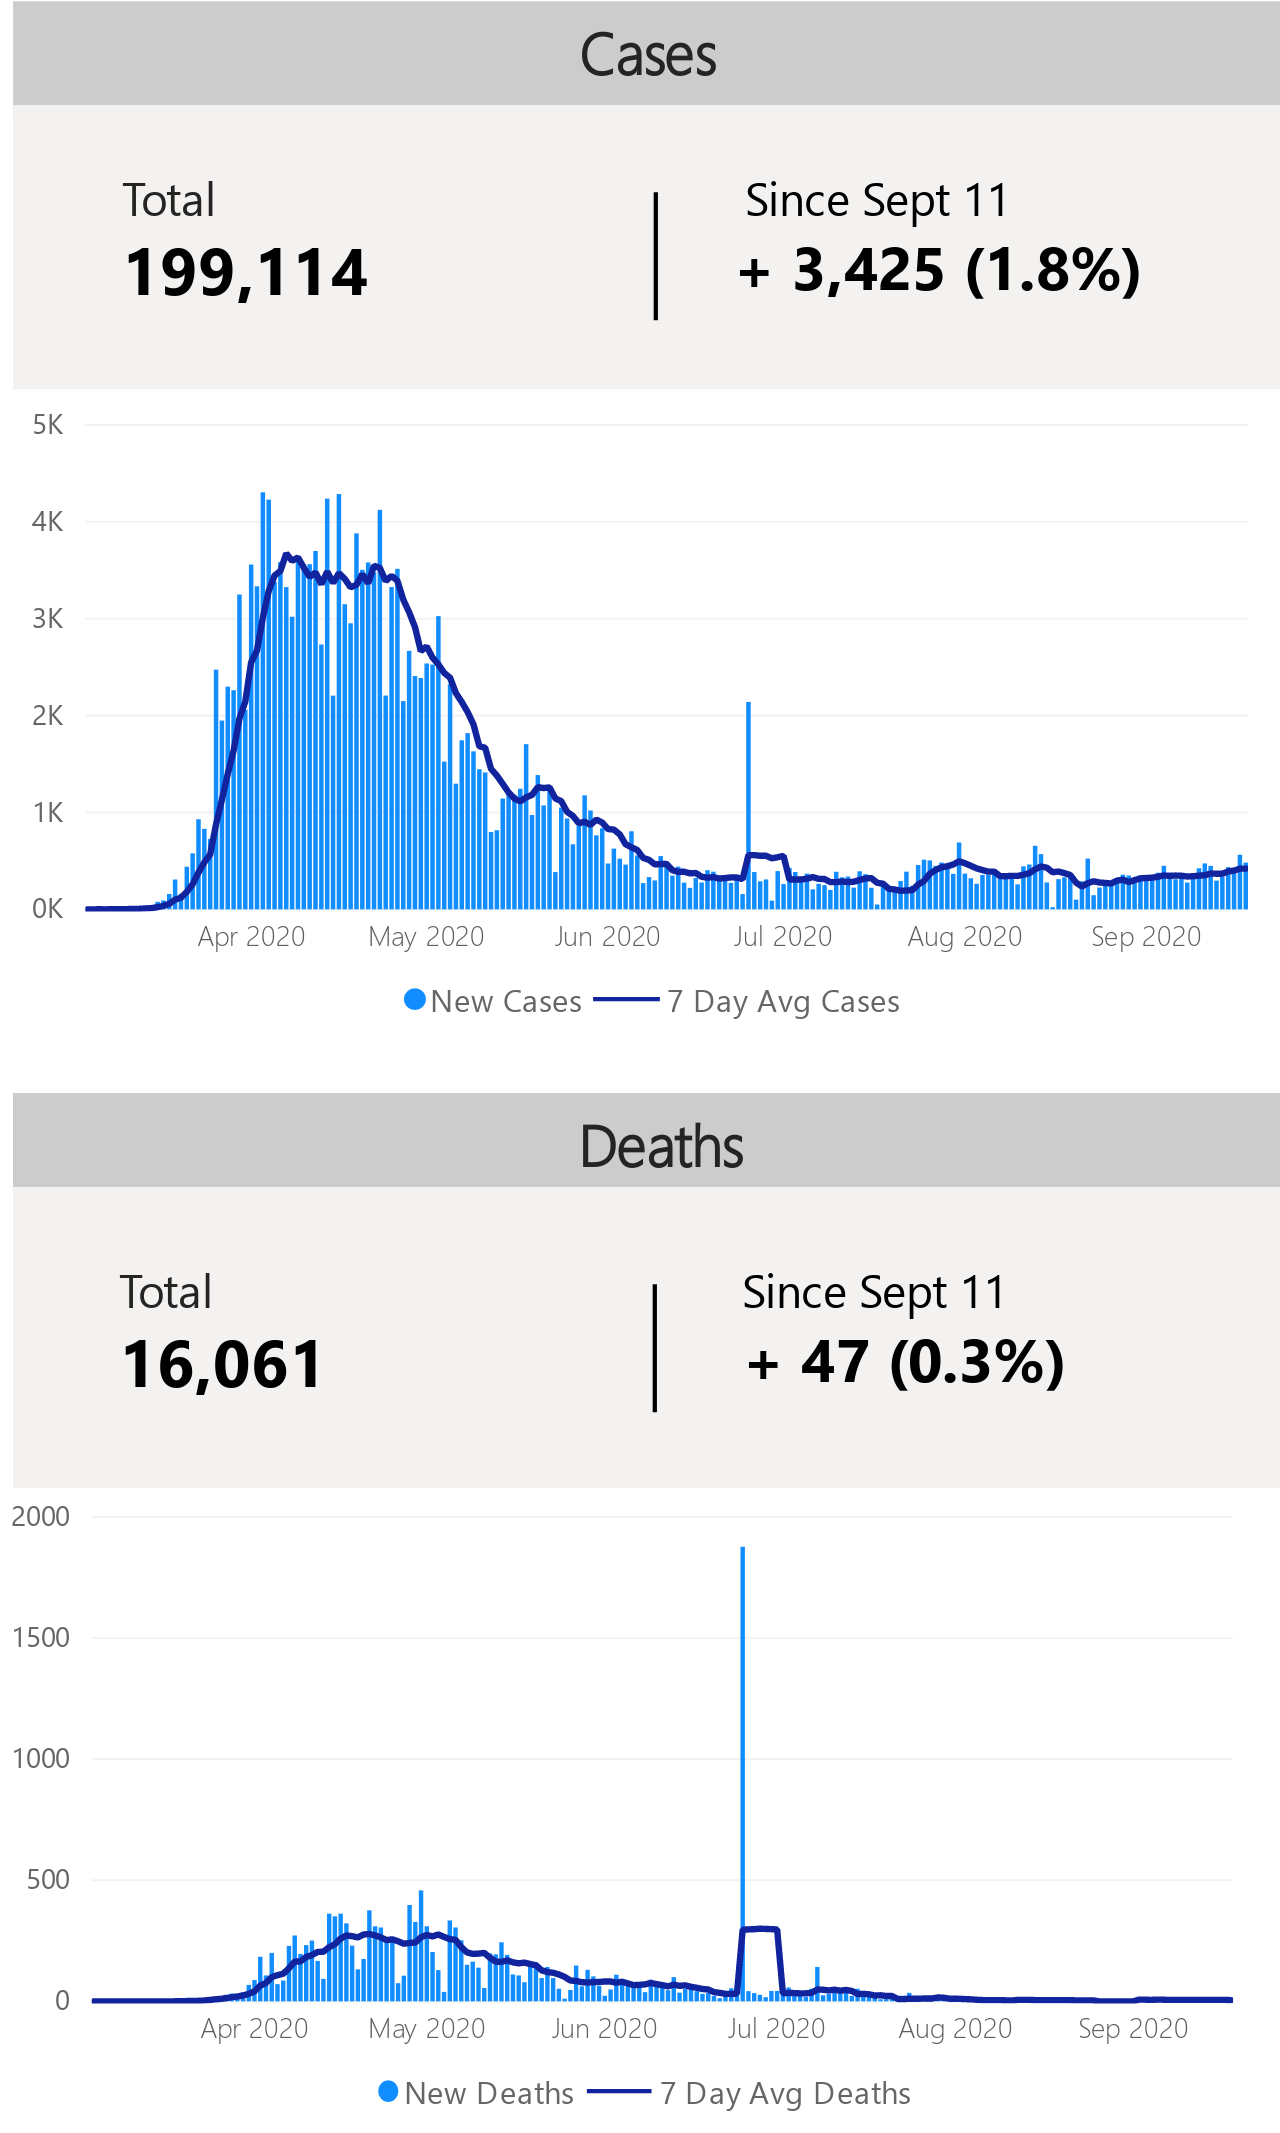 Cases
Total
199,114
Since Sept 11
+ 3,425 (1.8%)
5K
4K
3K
2K
1K
0K
Apr 2020 May 2020 Jun 2020 Jul 2020 Aug 2020 Sep 2020
New Cases 7 Day Avg Cases
Deaths
Total
16,061
Since Sept 11
+ 47 (0.3%)
2000
1500
1000
500
0
Apr 2020 May 2020 Jun 2020 Jul 2020 Aug 2020 Sep 2020
New Deaths 7 Day Avg Deaths